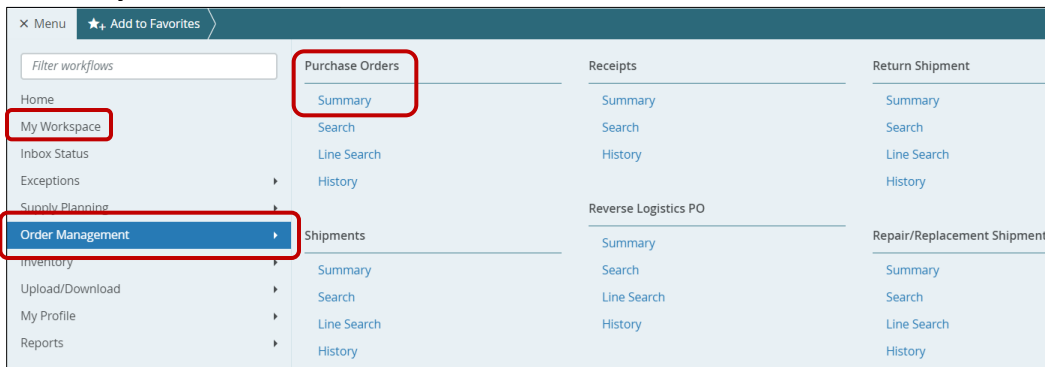 × Menu ★+ Add to Favorites
Filter workflows
Home
My Workspace
Inbox Status
Exceptions
Supply Planning
Order Management
Inventory
Upload/Download
My Profile
Reports
Purchase Orders
Summary
Search
Line Search
History
Shipments
Summary
Search
Line Search
History
Receipts
Summary
Search
History
Reverse Logistics PO
Summary
Search
Line Search
History
Return Shipment
Summary
Search
Line Search
History
Repair/Replacement Shipment
Summary
Search
Line Search
History